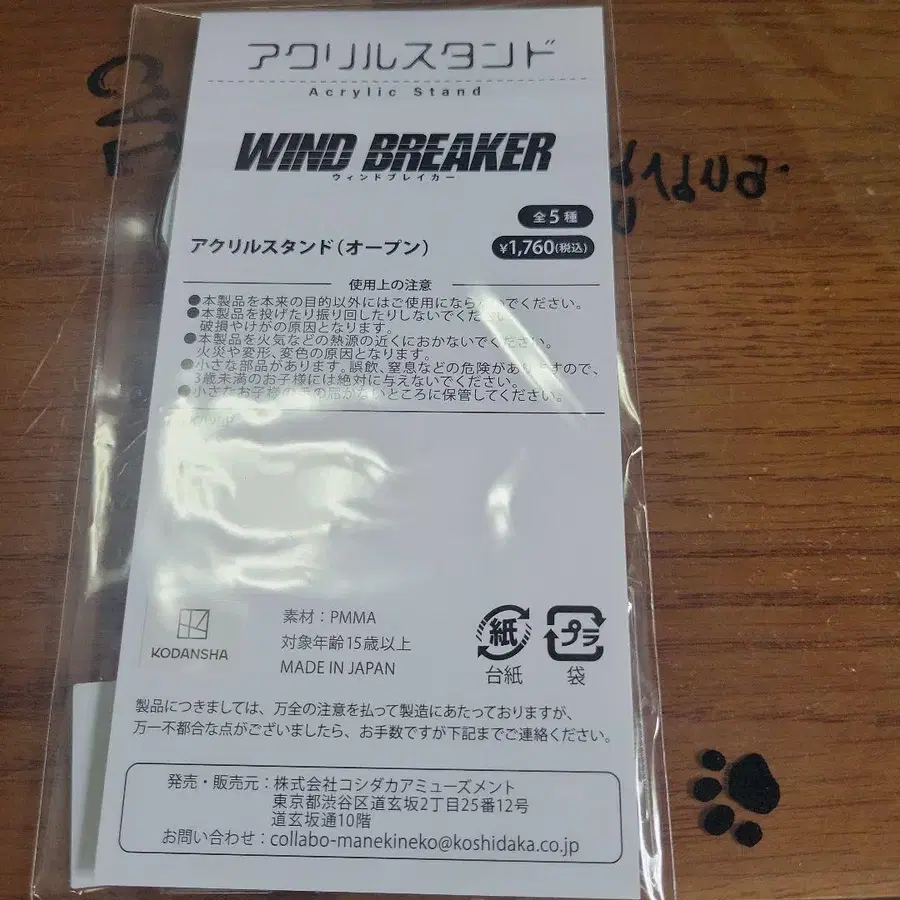 アクリルスタンド
Acrylic Stand
WIND BREAKER
ウィンドブレイカー
全5種
アクリルスタンド（オープン）
¥1,760(税込)
使用上の注意
●本製品を本来の目的以外にはご使用にならないでください。
●本製品を投げたり振り回したりしないでください。
破損やけがの原因となります。
●本製品を火気などの熱源の近くにおかないでください。
火災や変形、変色の原因となります。
●小さな部品があります。誤飲、窒息などの危険がありますので、
3歳未満のお子様には絶対に与えないでください。
●小さなお子様の手の届かないところに保管してください。
KODANSHA
素材：PMMA
対象年齢15歳以上
MADE IN JAPAN
紙
台紙
プラ
袋
製品につきましては、万全の注意を払って製造にあたっておりますが、
万一不都合な点がございましたら、お手数ですが下記までご連絡ください。
発売・販売元：株式会社コシダカアミューズメント
東京都渋谷区道玄坂2丁目25番12号
道玄坂通10階
お問い合わせ：collabo-manekineko@koshidaka.co.jp